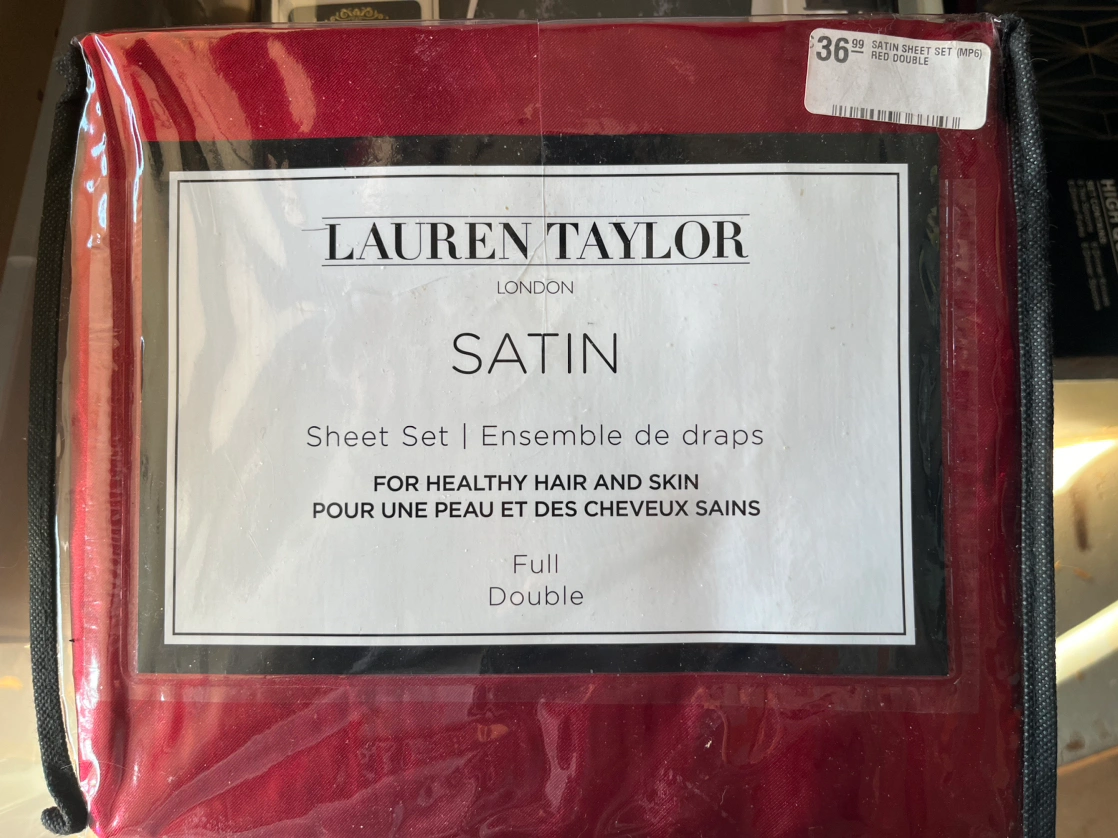 36.99 SATIN SHEET SET (MP6)
RED DOUBLE
LAUREN TAYLOR
LONDON
SATIN
Sheet Set | Ensemble de draps
FOR HEALTHY HAIR AND SKIN
POUR UNE PEAU ET DES CHEVEUX SAINS
Full
Double